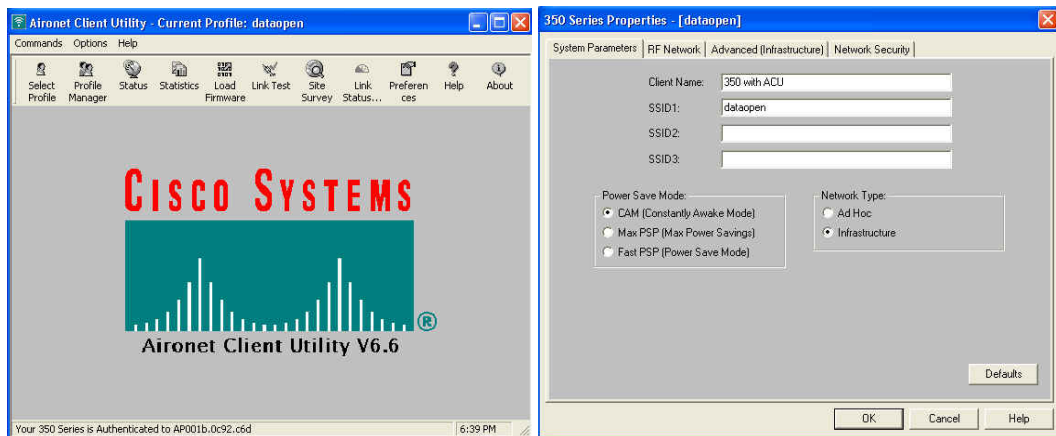 Aironet Client Utility - Current Profile: dataopen
Commands Options Help
Select Profile
Profile Manager
Status
Statistics
Load Firmware
Link Test
Site Survey
Link Status...
Preferen ces
Help
About
CISCO SYSTEMS
®
Aironet Client Utility V6.6
Your 350 Series is Authenticated to AP001b.0c92.c6d
6:39 PM
350 Series Properties - [dataopen]
System Parameters
RF Network
Advanced (Infrastructure)
Network Security
Client Name: 350 with ACU
SSID1: dataopen
SSID2:
SSID3:
Power Save Mode:
CAM (Constantly Awake Mode)
Max PSP (Max Power Savings)
Fast PSP (Power Save Mode)
Network Type:
Ad Hoc
Infrastructure
Defaults
OK
Cancel
Help